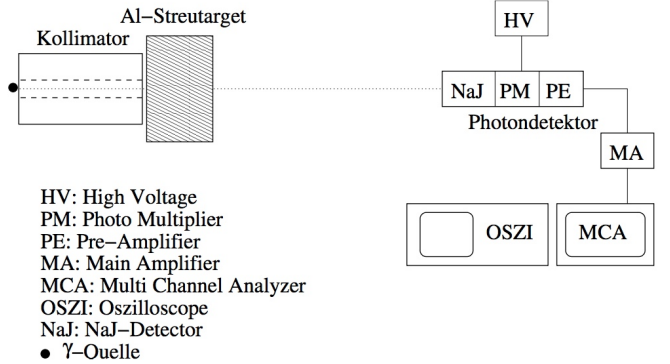 Al−Streutarget
HV
Kollimator
NaJ PM PE
Photondetektor
MA
HV: High Voltage
PM: Photo Multiplier
PE: Pre−Amplifier
MA: Main Amplifier
MCA: Multi Channel Analyzer
OSZI: Oszilloscope
NaJ: NaJ−Detector
γ−Quelle
OSZI
MCA